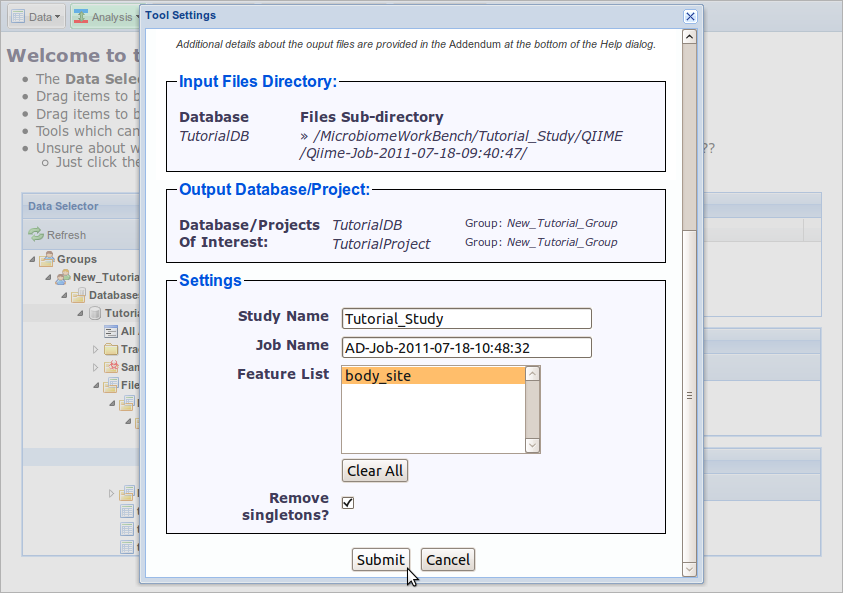 Data
Analysis
Tool Settings
Welcome to t
The Data Sele
Drag items to b
Drag items to b
Tools which can
Unsure about w
??
Just click the
Additional details about the ouput files are provided in the Addendum at the bottom of the Help dialog.
Input Files Directory:
Database
Files Sub-directory
TutorialDB
» /MicrobiomeWorkBench/Tutorial_Study/QIIME
/Qiime-Job-2011-07-18-09:40:47/
Output Database/Project:
Database/Projects Of Interest:
TutorialDB
Group: New_Tutorial_Group
TutorialProject
Group: New_Tutorial_Group
Settings
Study Name
Tutorial_Study
Job Name
AD-Job-2011-07-18-10:48:32
Feature List
body_site
Clear All
Remove
singletons?
Submit
Cancel
Data Selector
Refresh
Groups
New_Tutoria
Database
Tutoria
All
Tra
Sam
File